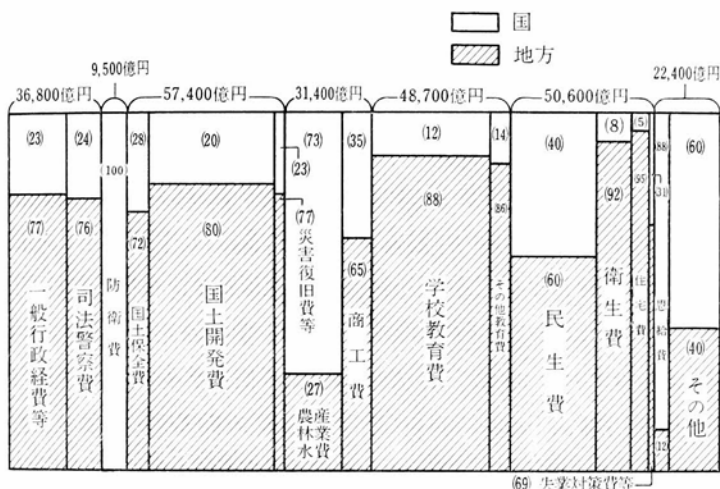 国
地方
36,800億円
9,500億円
57,400億円
31,400億円
48,700億円
50,600億円
22,400億円
(23)
(77)
一般行政経費等
(24)
(76)
司法警察費
(100)
防衛費
(28)
(72)
国土保全費
(20)
(80)
国土開発費
(23)
(77)
災害復旧費等
(73)
(27)
農林水産業費
(35)
(65)
商工費
(12)
(88)
学校教育費
(14)
(86)
その他教育費
(40)
(60)
民生費
(8)
(92)
衛生費
(5)
住宅費
(31)
(69) 失業対策費等
(88)
(12)
恩給費
(60)
(40)
その他